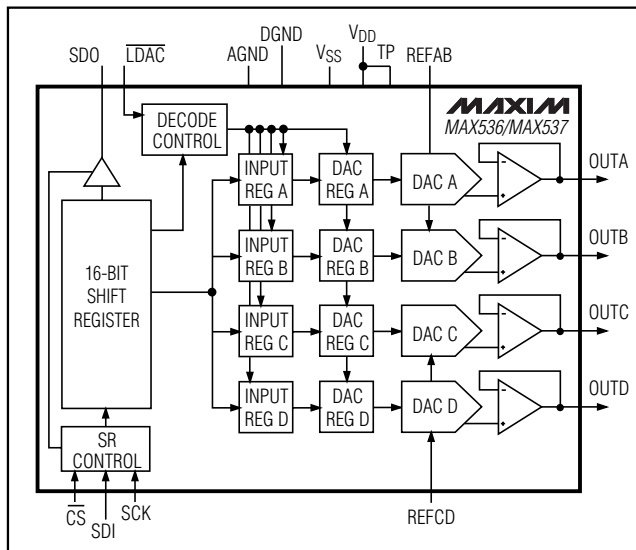 DGND
SDO LDAC AGND VSS VDD TP REFAB
MAXIM
MAX536/MAX537
DECODE
CONTROL
INPUT
REG A
DAC
REG A
DAC A
OUTA
INPUT
REG B
DAC
REG B
DAC B
OUTB
16-BIT
SHIFT
REGISTER
INPUT
REG C
DAC
REG C
DAC C
OUTC
INPUT
REG D
DAC
REG D
DAC D
OUTD
SR
CONTROL
CS
SDI
SCK
REFCD